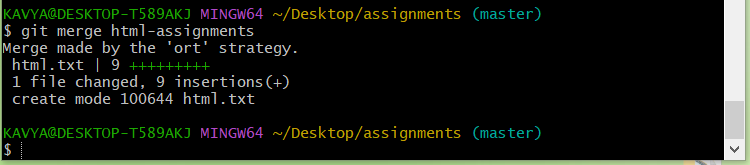 KAVYA@DESKTOP-T589AKJ MINGW64 ~/Desktop/assignments (master)
$ git merge html-assignments
Merge made by the 'ort' strategy.
 html.txt | 9 +++++++++
 1 file changed, 9 insertions(+)
 create mode 100644 html.txt
KAVYA@DESKTOP-T589AKJ MINGW64 ~/Desktop/assignments (master)
$